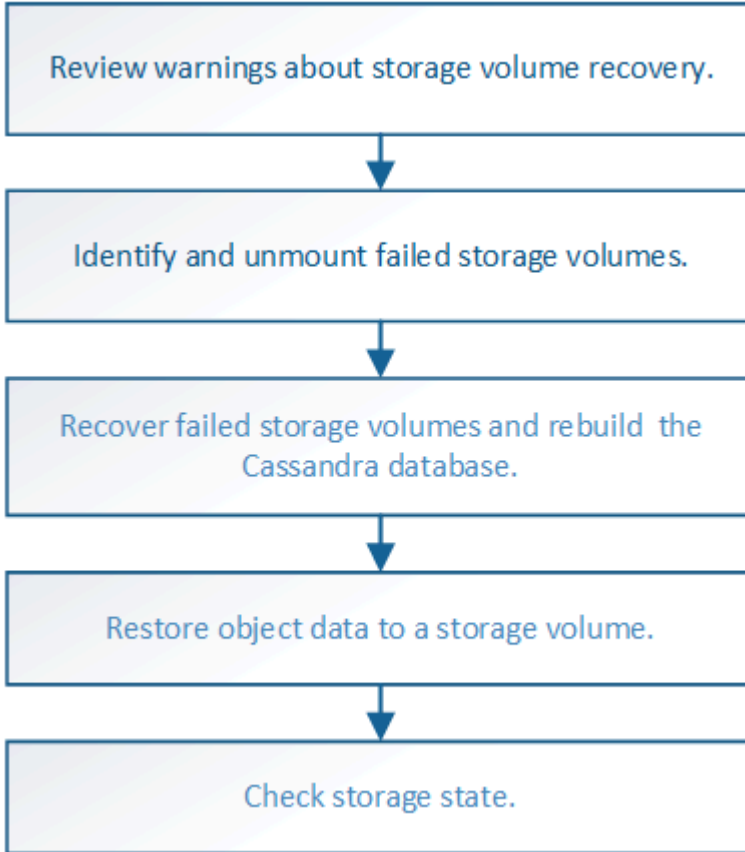 Review warnings about storage volume recovery.
Identify and unmount failed storage volumes.
Recover failed storage volumes and rebuild the
Cassandra database.
Restore object data to a storage volume.
Check storage state.